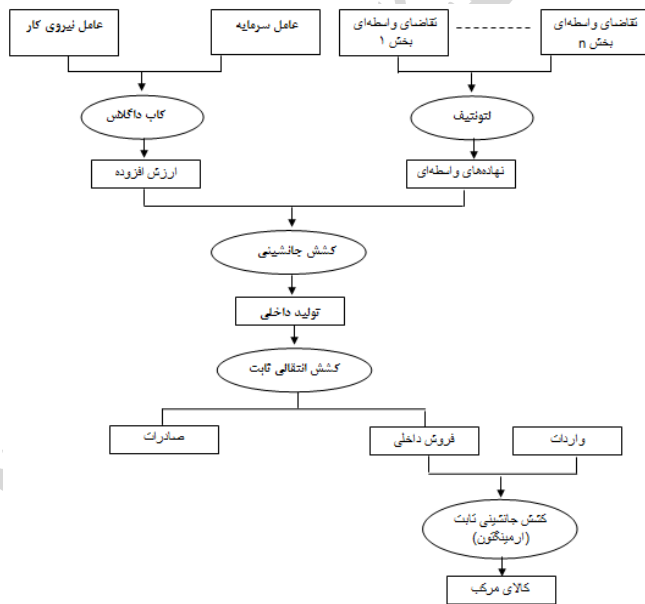 عامل نیروی کار
عامل سرمایه
تقاضای واسطه‌ای
بخش ۱
تقاضای واسطه‌ای
بخش n
کاب داگلاس
لئونتیف
ارزش افزوده
نهاده‌های واسطه‌ای
کشش جانشینی
تولید داخلی
کشش انتقالی ثابت
صادرات
فروش داخلی
واردات
کشش جانشینی ثابت
(ارمینگتون)
کالای مرکب